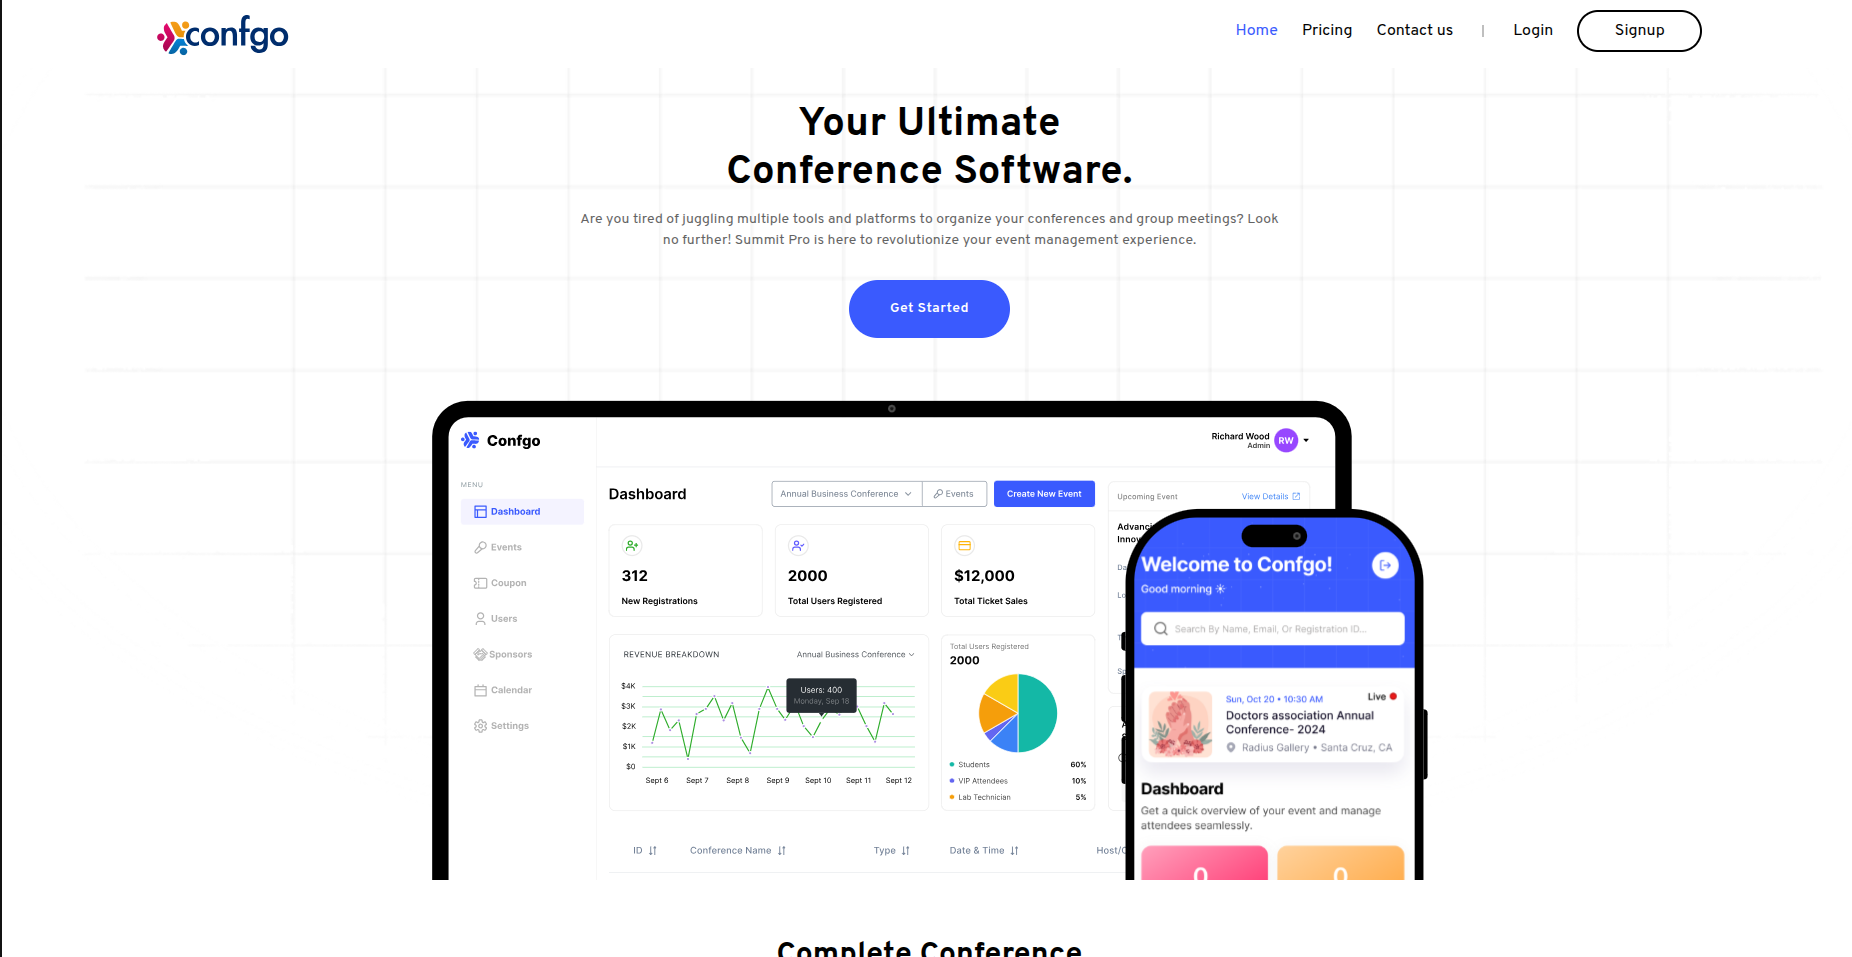 confgo
Home Pricing Contact us | Login Signup
Your Ultimate
Conference Software.
Are you tired of juggling multiple tools and platforms to organize your conferences and group meetings? Look
no further! Summit Pro is here to revolutionize your event management experience.
Get Started
Confgo
Richard Wood
Admin
RW
MENU
Dashboard
Events
Coupon
Users
Sponsors
Calendar
Settings
Dashboard
Annual Business Conference
Events
Create New Event
312
New Registrations
2000
Total Users Registered
$12,000
Total Ticket Sales
REVENUE BREAKDOWN
Annual Business Conference
$4K
$3K
$2K
$1K
$0
Users: 400
Monday, Sep 18
Sept 6 Sept 7 Sept 8 Sept 9 Sept 10 Sept 11 Sept 12
Total Users Registered
2000
Students 60%
VIP Attendees 10%
Lab Technician 5%
Upcoming Event
View Details
ID Conference Name Type Date & Time
Welcome to Confgo!
Good morning
Search By Name, Email, Or Registration ID...
Sun, Oct 20 • 10:30 AM
Live
Doctors association Annual
Conference- 2024
Radius Gallery • Santa Cruz, CA
Dashboard
Get a quick overview of your event and manage
attendees seamlessly.
0
0
Complete Conference